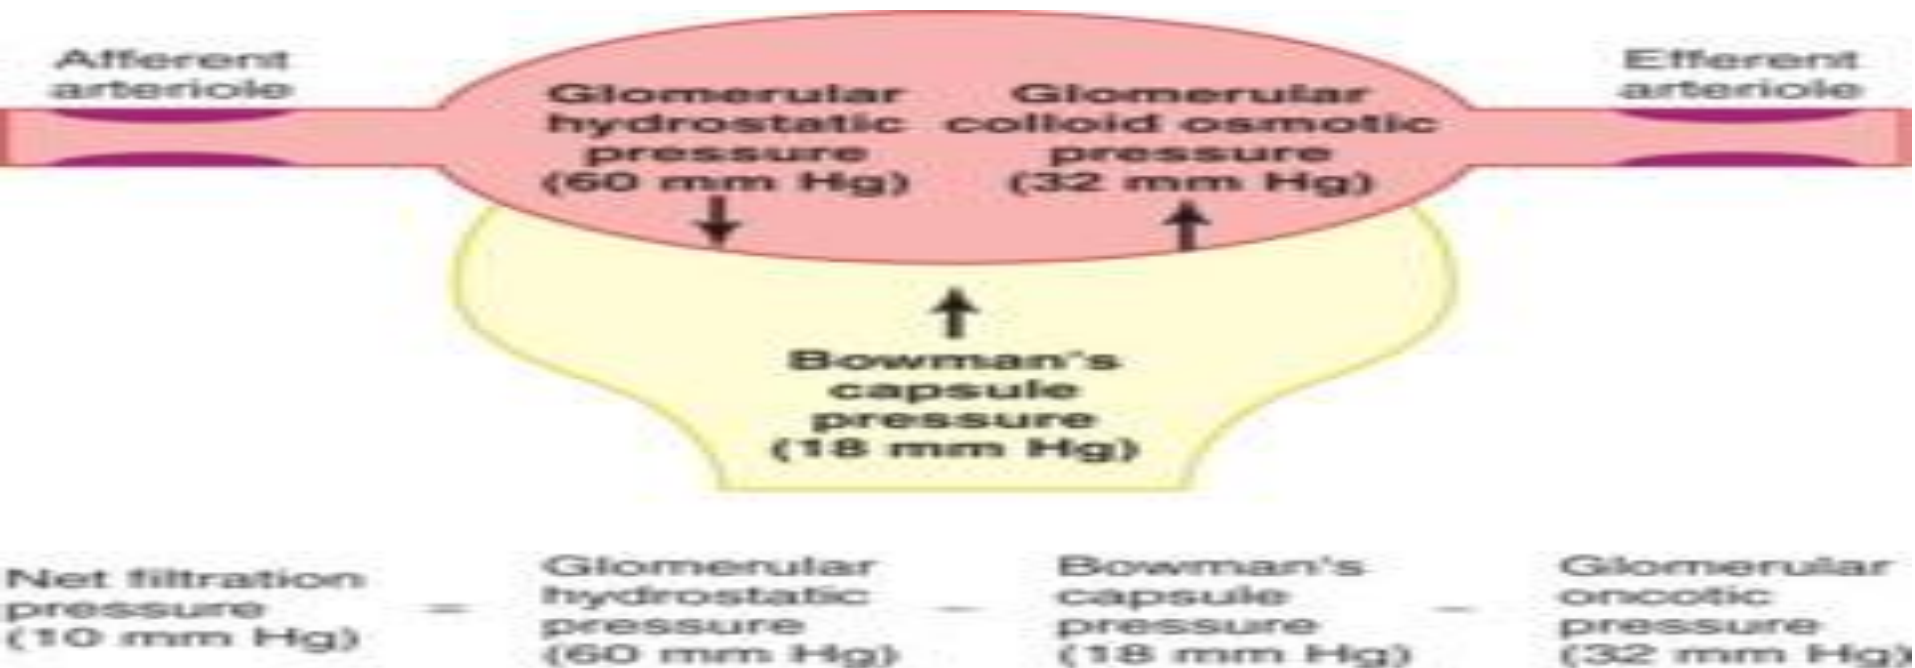 Afferent
arteriole
Efferent
arteriole
Glomerular
hydrostatic
pressure
(60 mm Hg)
Glomerular
colloid osmotic
pressure
(32 mm Hg)
Bowman's
capsule
pressure
(18 mm Hg)
Net filtration
pressure
(10 mm Hg)
–
Glomerular
hydrostatic
pressure
(60 mm Hg)
–
Bowman's
capsule
pressure
(18 mm Hg)
–
Glomerular
oncotic
pressure
(32 mm Hg)